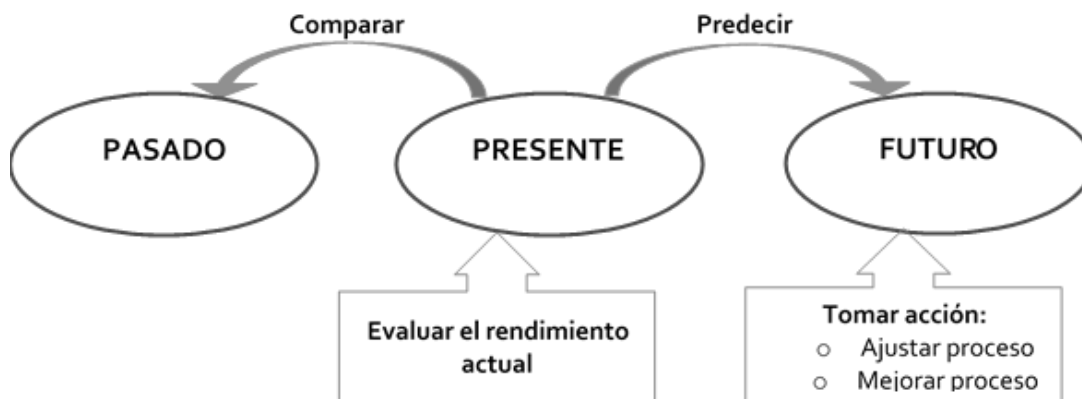 Comparar
Predecir
PASADO
PRESENTE
FUTURO
Evaluar el rendimiento
actual
Tomar acción:
○ Ajustar proceso
○ Mejorar proceso